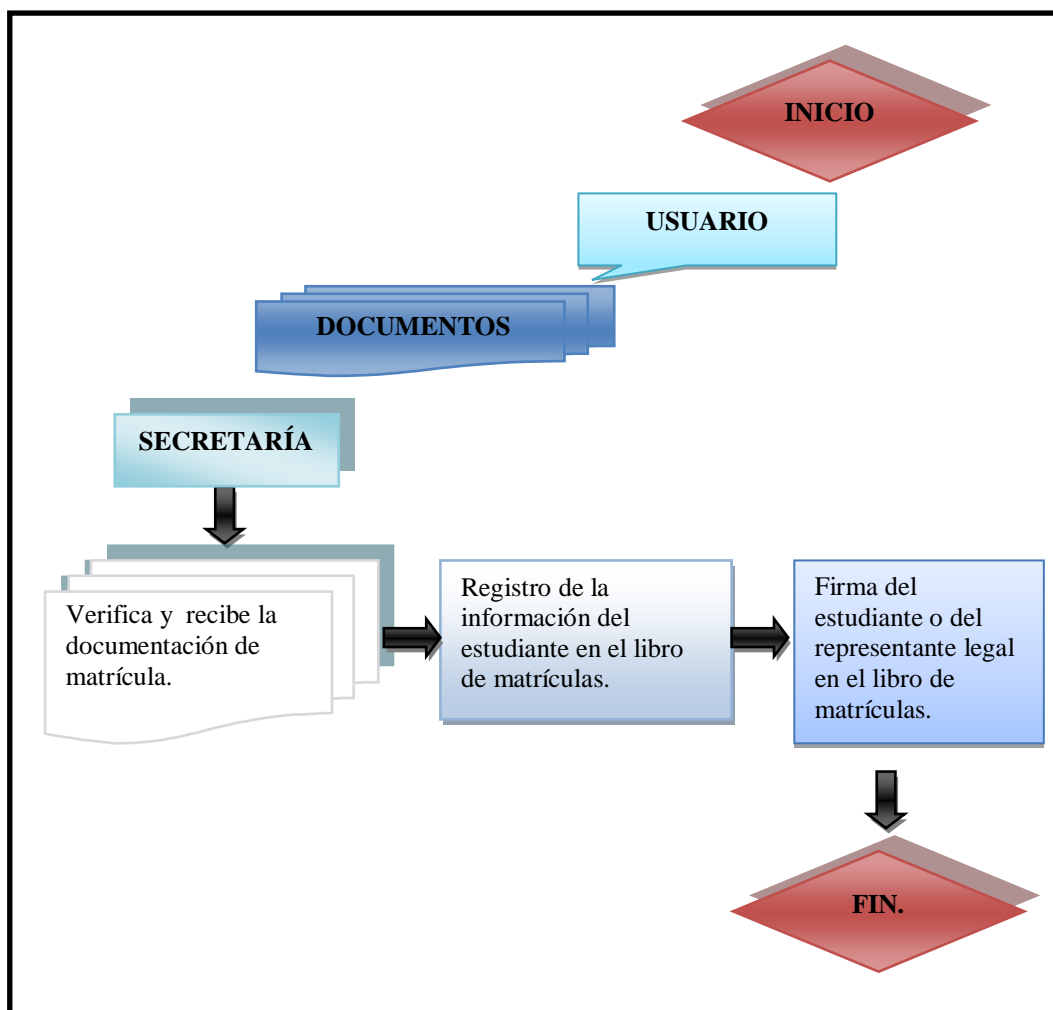 INICIO
USUARIO
DOCUMENTOS
SECRETARÍA
Verifica y recibe la
documentación de
matrícula.
Registro de la
información del
estudiante en el libro
de matrículas.
Firma del
estudiante o del
representante legal
en el libro de
matrículas.
FIN.